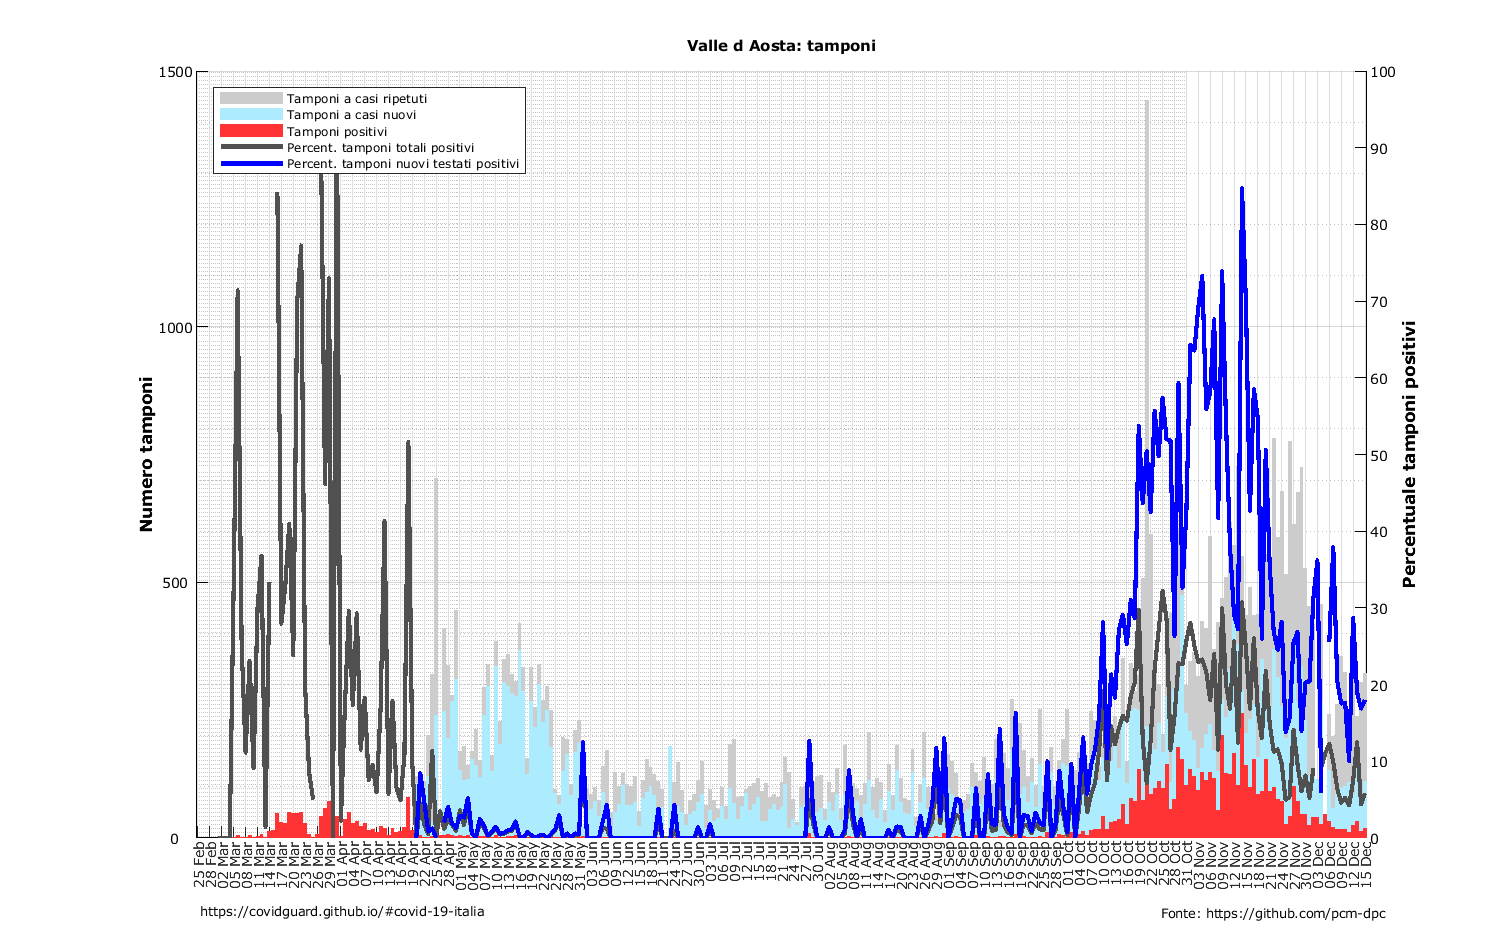 Valle d Aosta: tamponi
1500
1000
500
0
Numero tamponi
Tamponi a casi ripetuti
Tamponi a casi nuovi
Tamponi positivi
Percent. tamponi totali positivi
Percent. tamponi nuovi testati positivi
100
90
80
70
60
50
40
30
20
10
0
Percentuale tamponi positivi
25 Feb
28 Feb
02 Mar
05 Mar
08 Mar
11 Mar
14 Mar
17 Mar
20 Mar
23 Mar
26 Mar
29 Mar
01 Apr
04 Apr
07 Apr
10 Apr
13 Apr
16 Apr
19 Apr
22 Apr
25 Apr
28 Apr
01 May
04 May
07 May
10 May
13 May
16 May
19 May
22 May
25 May
28 May
31 May
03 Jun
06 Jun
09 Jun
12 Jun
15 Jun
18 Jun
21 Jun
24 Jun
27 Jun
30 Jun
03 Jul
06 Jul
09 Jul
12 Jul
15 Jul
18 Jul
21 Jul
24 Jul
27 Jul
30 Jul
02 Aug
05 Aug
08 Aug
11 Aug
14 Aug
17 Aug
20 Aug
23 Aug
26 Aug
29 Aug
01 Sep
04 Sep
07 Sep
10 Sep
13 Sep
16 Sep
19 Sep
22 Sep
25 Sep
28 Sep
01 Oct
04 Oct
07 Oct
10 Oct
13 Oct
16 Oct
19 Oct
22 Oct
25 Oct
28 Oct
31 Oct
03 Nov
06 Nov
09 Nov
12 Nov
15 Nov
18 Nov
21 Nov
24 Nov
27 Nov
30 Nov
03 Dec
06 Dec
09 Dec
12 Dec
15 Dec
https://covidguard.github.io/#covid-19-italia
Fonte: https://github.com/pcm-dpc